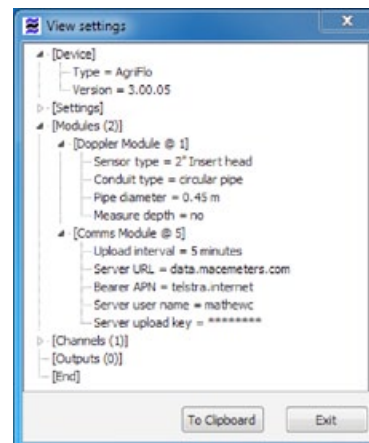 View settings
x
[Device]
Type = AgriFlo
Version = 3.00.05
[Settings]
[Modules (2)]
[Doppler Module @ 1]
Sensor type = 2" Insert head
Conduit type = circular pipe
Pipe diameter = 0.45 m
Measure depth = no
[Comms Module @ 5]
Upload interval = 5 minutes
Server URL = data.macemeters.com
Bearer APN = telstra.internet
Server user name = mathewc
Server upload key = ********
[Channels (1)]
[Outputs (0)]
[End]
To Clipboard
Exit